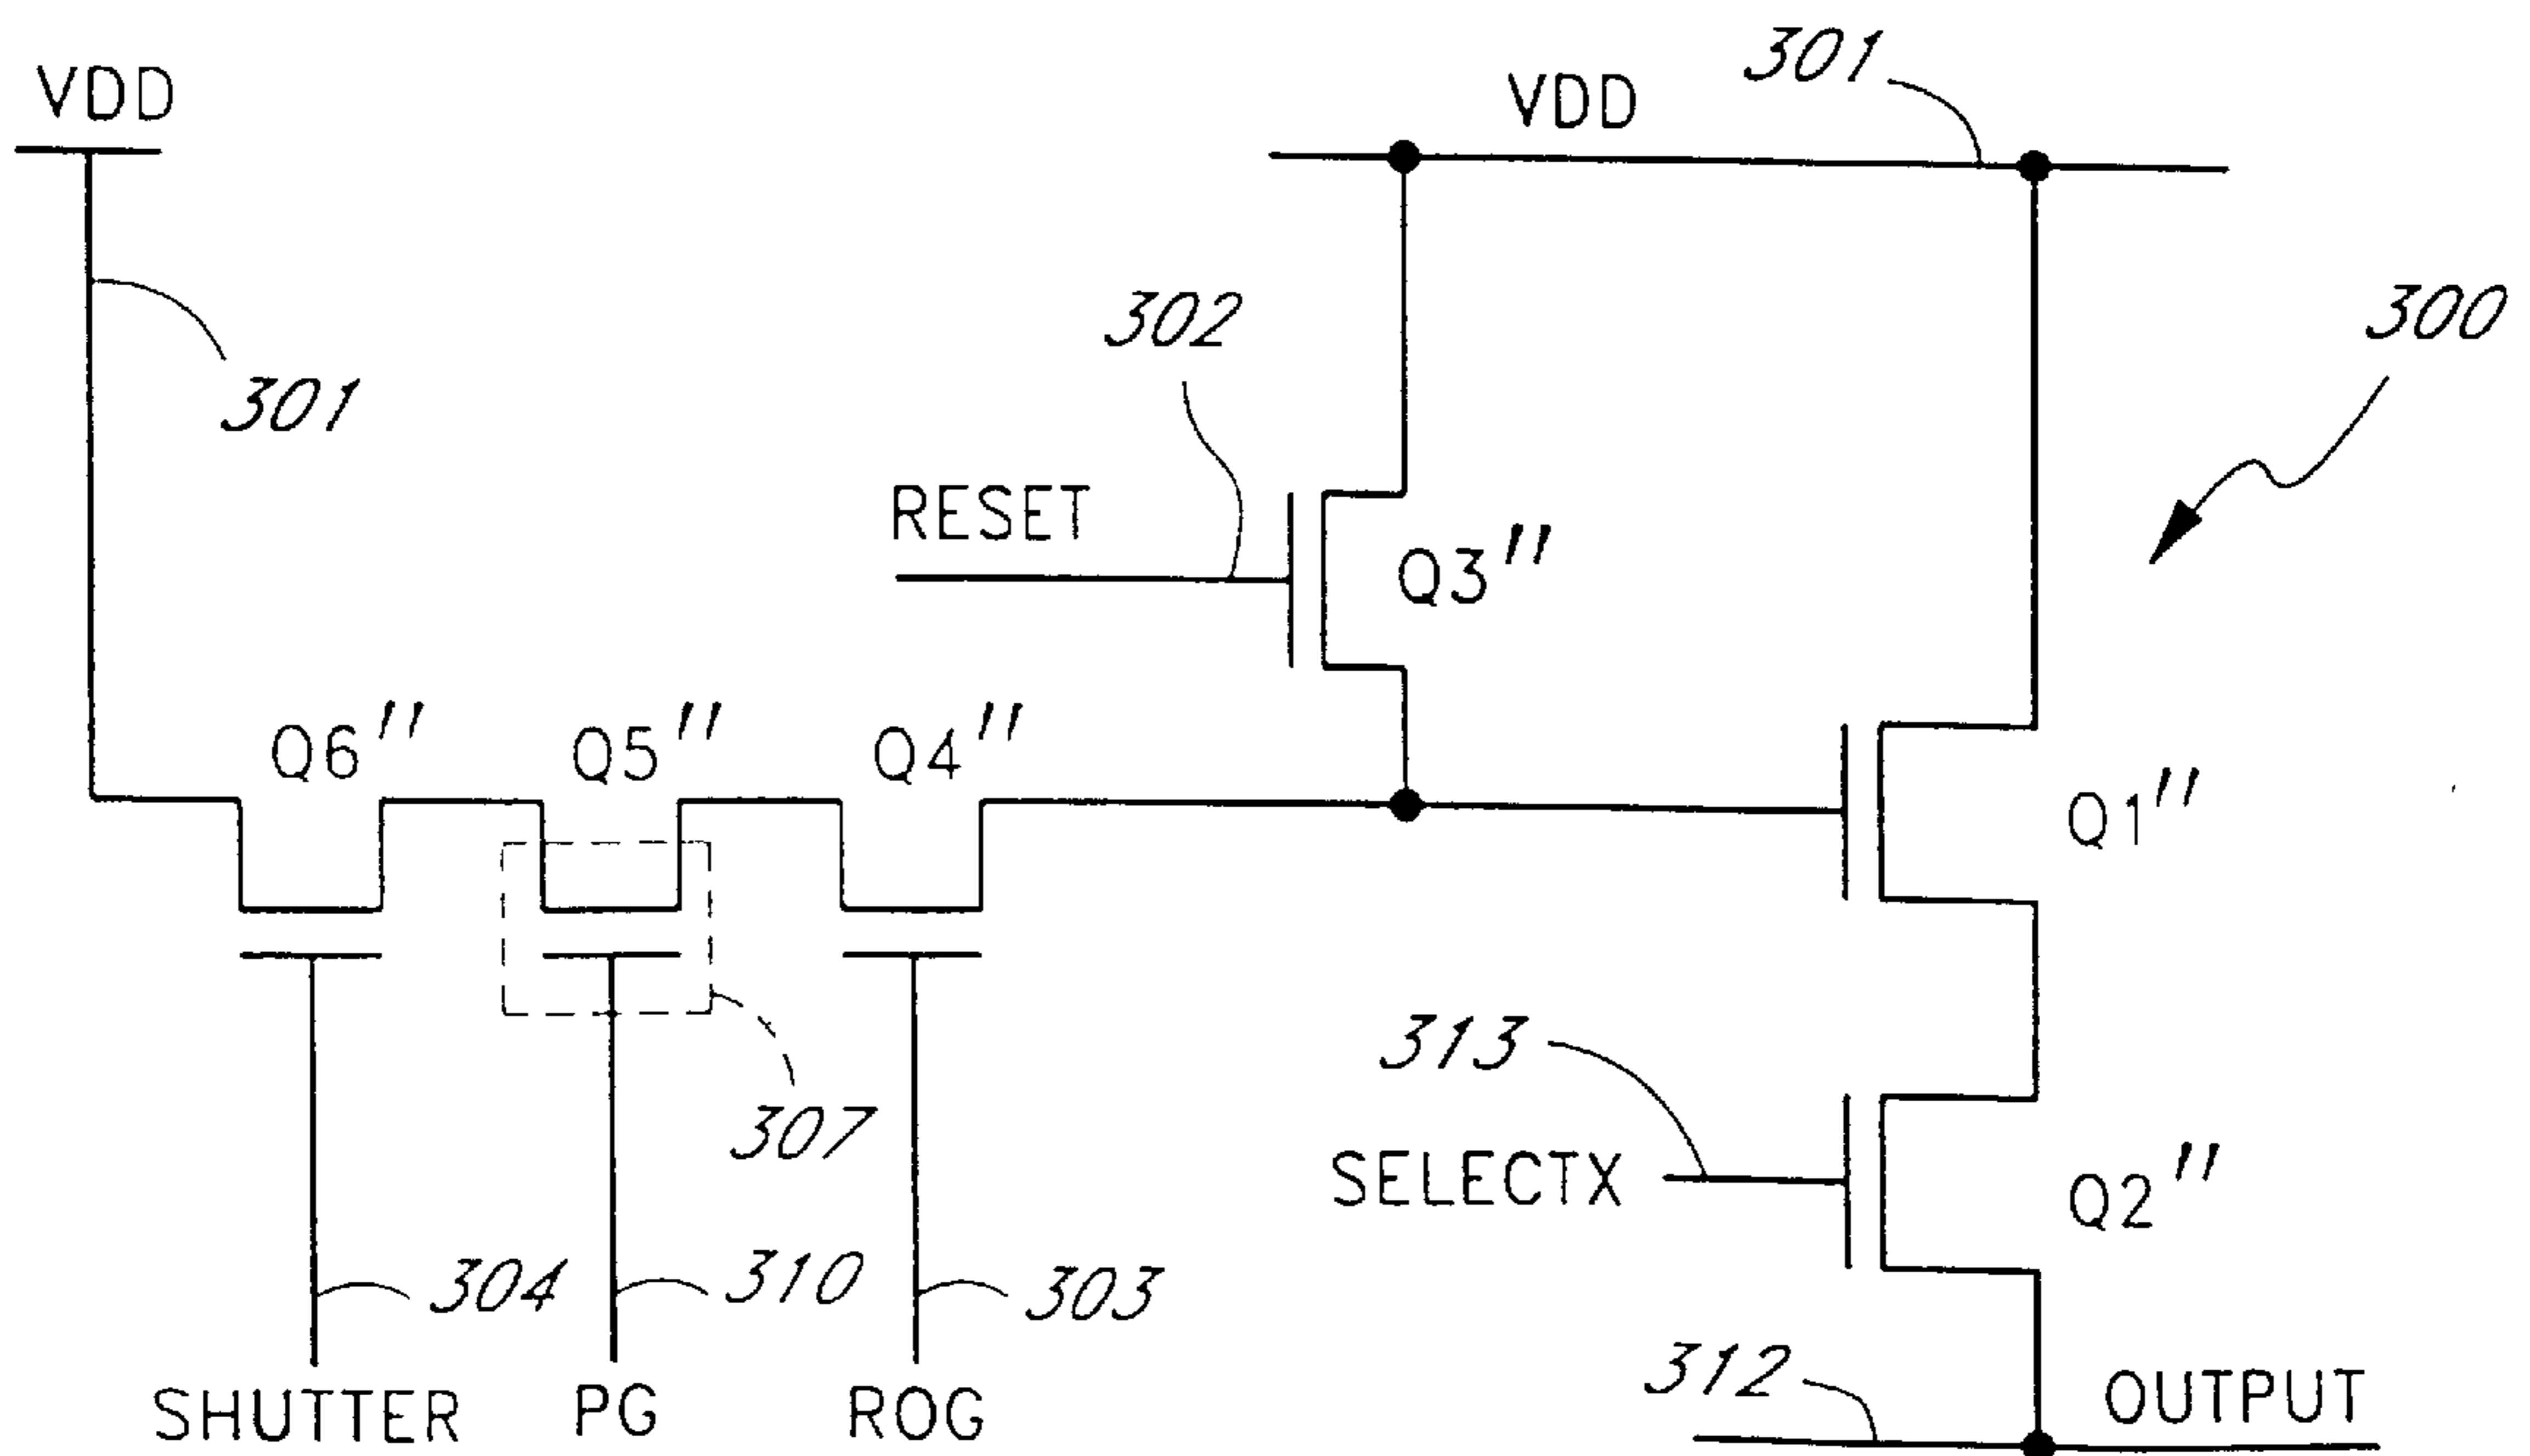 VDD
VDD
301
301
302
300
RESET
Q3''
Q6''
Q5''
Q4''
Q1''
313
307
SELECTX
Q2''
304
310
303
312
SHUTTER
PG
ROG
OUTPUT